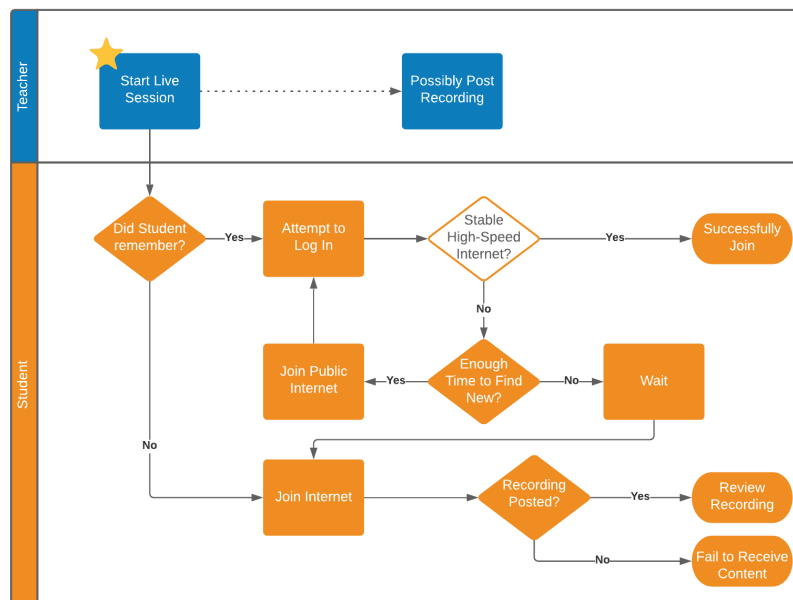 Teacher
Start Live
Session
Possibly Post
Recording
Student
Did Student
remember?
Yes
Attempt to
Log In
Stable
High-Speed
Internet?
Yes
Successfully
Join
No
Join Public
Internet
Yes
Enough
Time to Find
New?
No
Wait
No
Join Internet
Recording
Posted?
Yes
Review
Recording
No
Fail to Receive
Content